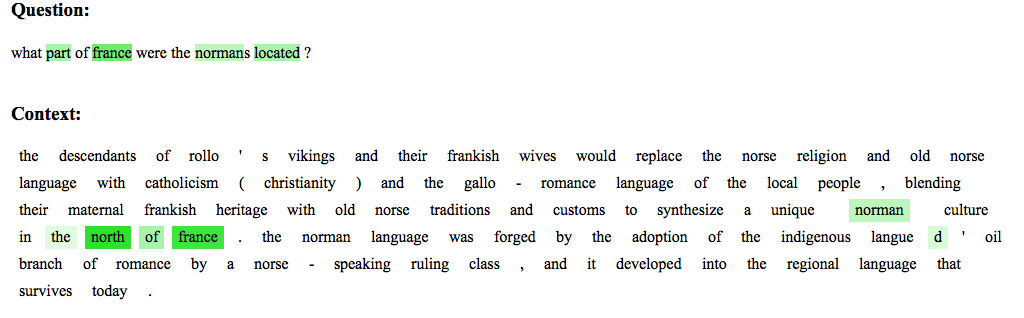 Question:
what part of france were the normans located ?
Context:
the descendants of rollo ' s vikings and their frankish wives would replace the norse religion and old norse
language with catholicism ( christianity ) and the gallo - romance language of the local people , blending
their maternal frankish heritage with old norse traditions and customs to synthesize a unique norman culture
in the north of france . the norman language was forged by the adoption of the indigenous langue d ' oil
branch of romance by a norse - speaking ruling class , and it developed into the regional language that
survives today .